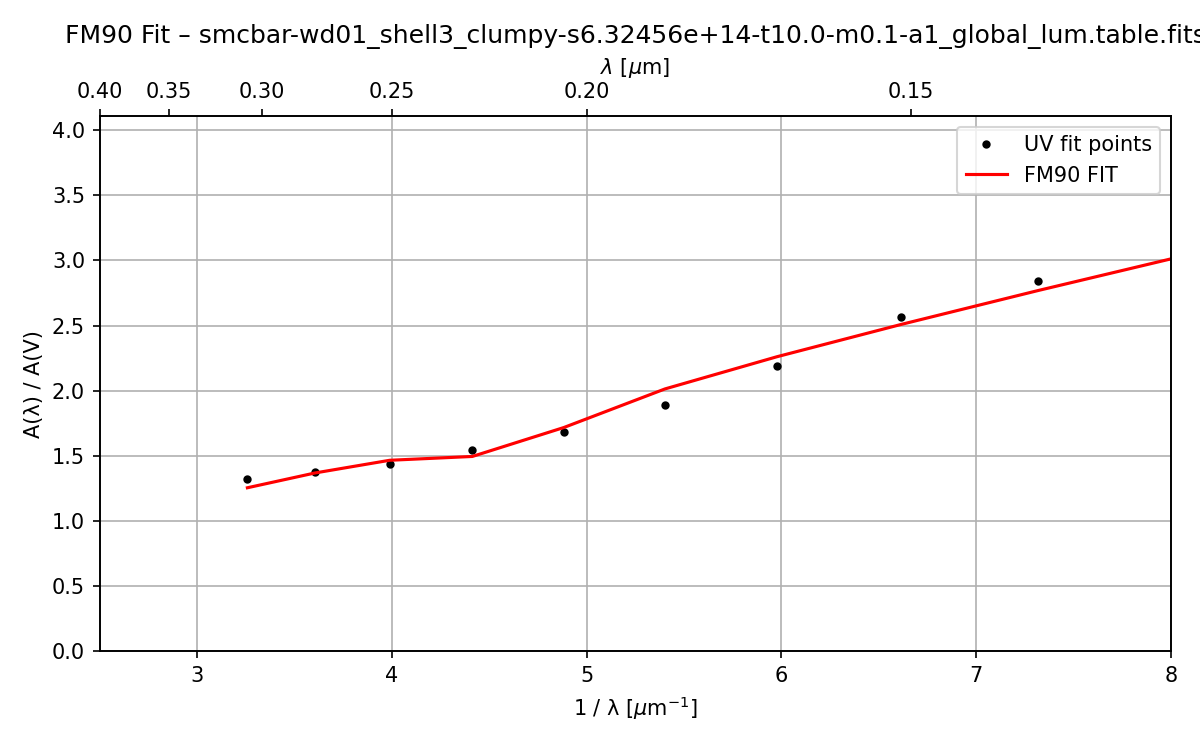 FM90 Fit – smcbar-wd01_shell3_clumpy-s6.32456e+14-t10.0-m0.1-a1_global_lum.table.fits
λ [μm]
0.40 0.35 0.30 0.25 0.20 0.15
4.0
3.5
3.0
2.5
2.0
1.5
1.0
0.5
0.0
A(λ) / A(V)
UV fit points
FM90 FIT
3 4 5 6 7 8
1 / λ [μm⁻¹]